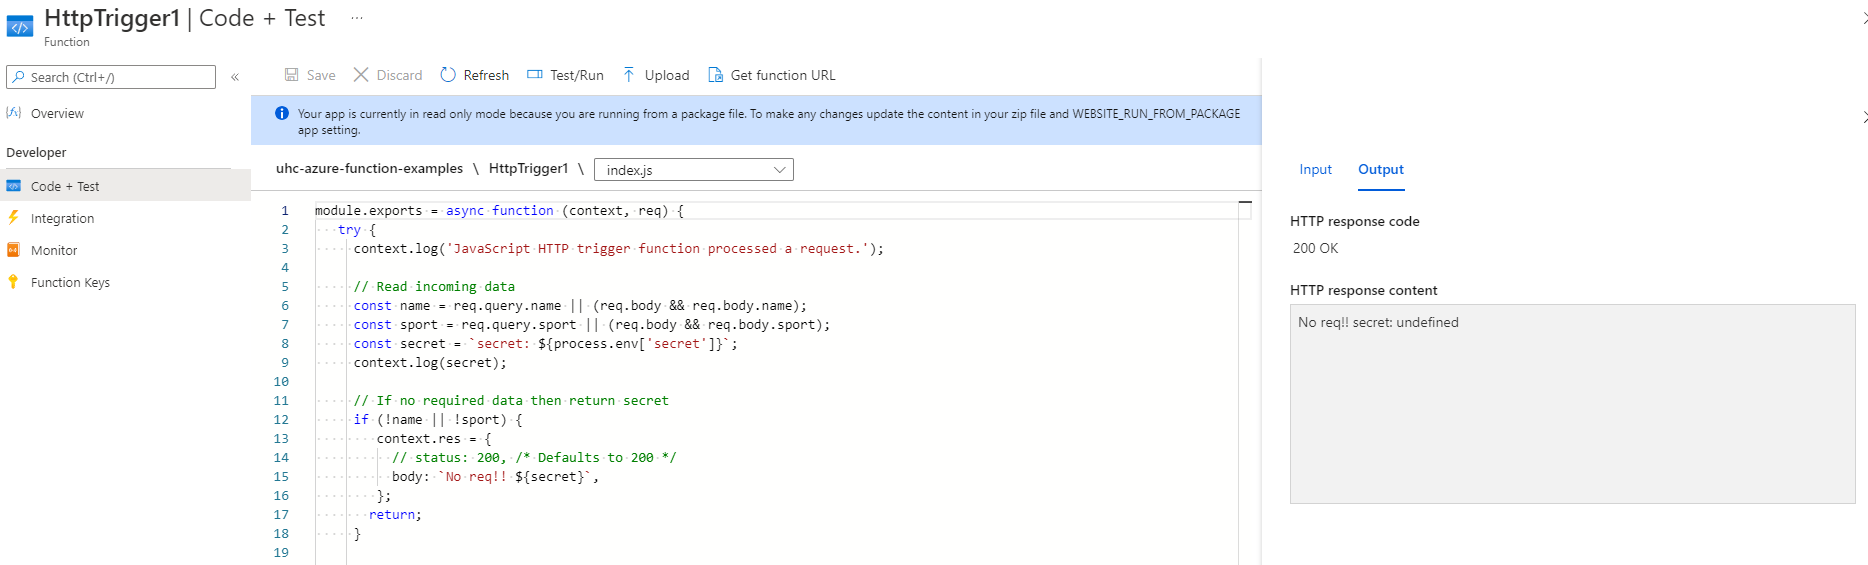 HttpTrigger1 | Code + Test ...
Function
Search (Ctrl+/)
«
Overview
Developer
Code + Test
Integration
Monitor
Function Keys
Save
Discard
Refresh
Test/Run
Upload
Get function URL
Your app is currently in read only mode because you are running from a package file. To make any changes update the content in your zip file and WEBSITE_RUN_FROM_PACKAGE
app setting.
uhc-azure-function-examples \ HttpTrigger1 \ index.js
1 module.exports = async function (context, req) {
2 try {
3 context.log('JavaScript HTTP trigger function processed a request.');
4
5 // Read incoming data
6 const name = req.query.name || (req.body && req.body.name);
7 const sport = req.query.sport || (req.body && req.body.sport);
8 const secret = `secret: ${process.env['secret']}`;
9 context.log(secret);
10
11 // If no required data then return secret
12 if (!name || !sport) {
13 context.res = {
14 // status: 200, /* Defaults to 200 */
15 body: `No req!! ${secret}`,
16 };
17 return;
18 }
19
Input
Output
HTTP response code
200 OK
HTTP response content
No req!! secret: undefined